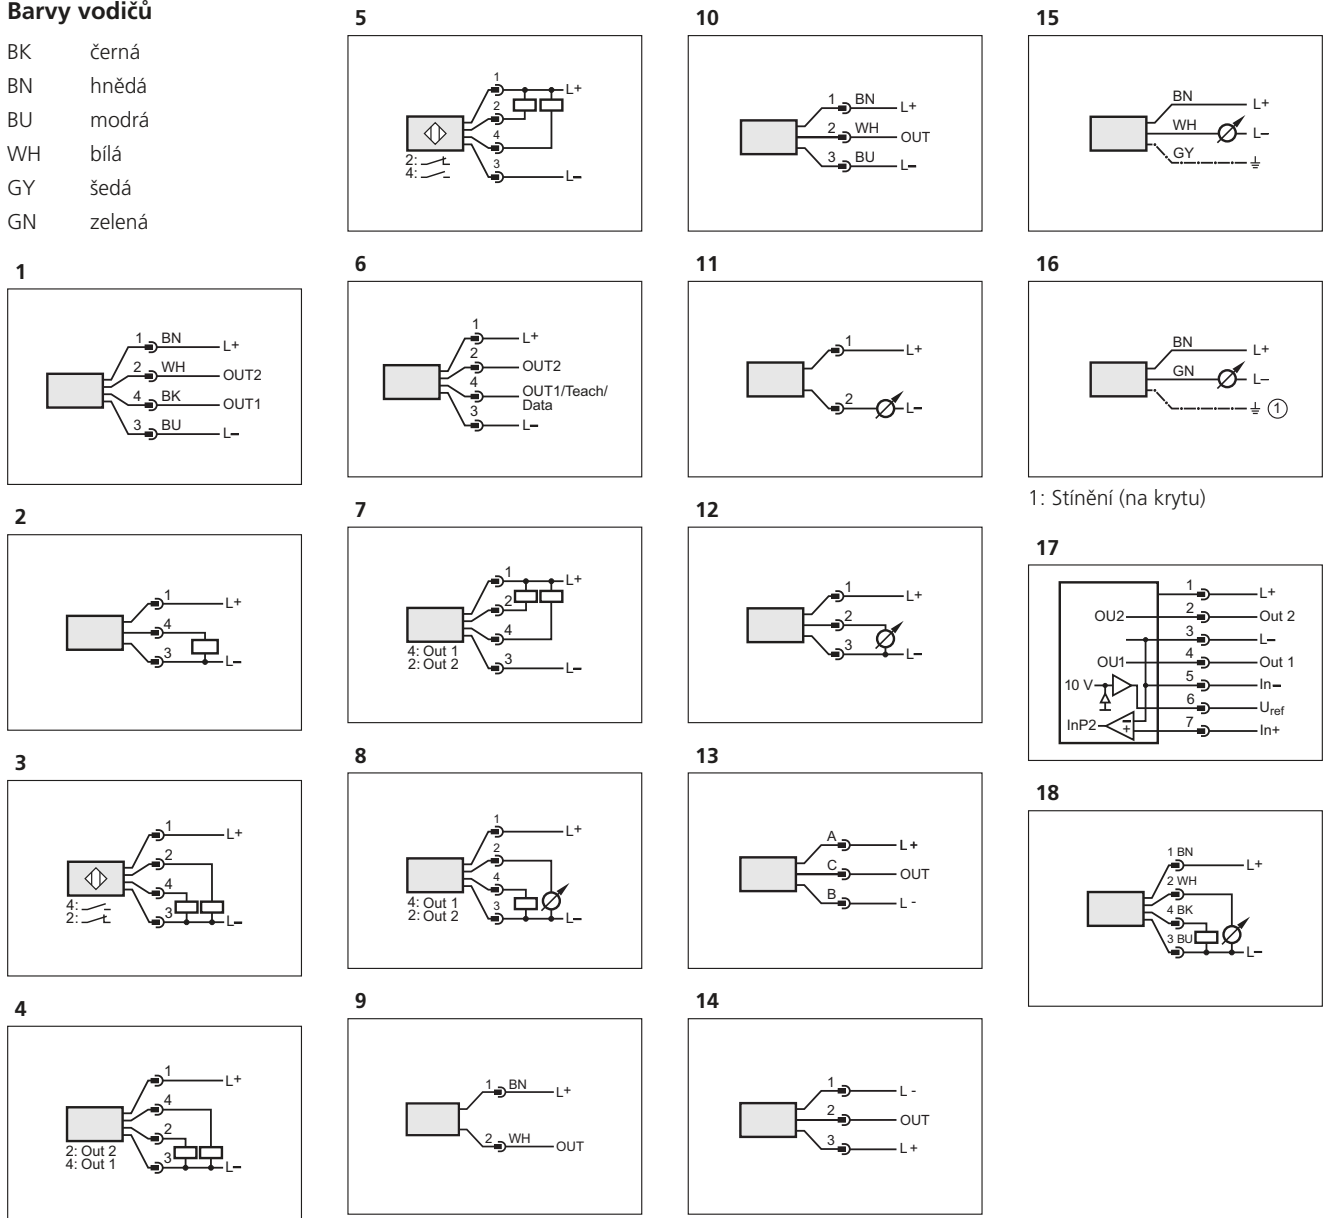 Barvy vodičů
BK černá
BN hnědá
BU modrá
WH bílá
GY šedá
GN zelená
1
1 BN L+
2 WH OUT2
4 BK OUT1
3 BU L–
2
1 L+
4
3 L–
3
1 L+
2
4
4:
2:
3 L–
4
1 L+
4
2
2: Out 2
4: Out 1
3 L–
5
1 L+
2
4
2:
4:
3 L–
6
1 L+
2 OUT2
4 OUT1/Teach/
Data
3 L–
7
1 L+
2
4
4: Out 1
2: Out 2
3 L–
8
1 L+
2
4
4: Out 1
2: Out 2
3 L–
9
1 BN L+
2 WH OUT
10
1 BN L+
2 WH OUT
3 BU L–
11
1 L+
2 L–
12
1 L+
2
3 L–
13
A L+
C OUT
B L -
14
1 L -
2 OUT
3 L+
15
BN L+
WH L–
GY
16
BN L+
GN L–
1
1: Stínění (na krytu)
17
1 L+
OU2 2 Out 2
3 L–
OU1 4 Out 1
10 V 5 In–
6 Uref
InP2 – + 7 In+
18
1 BN L+
2 WH
4 BK
3 BU L–